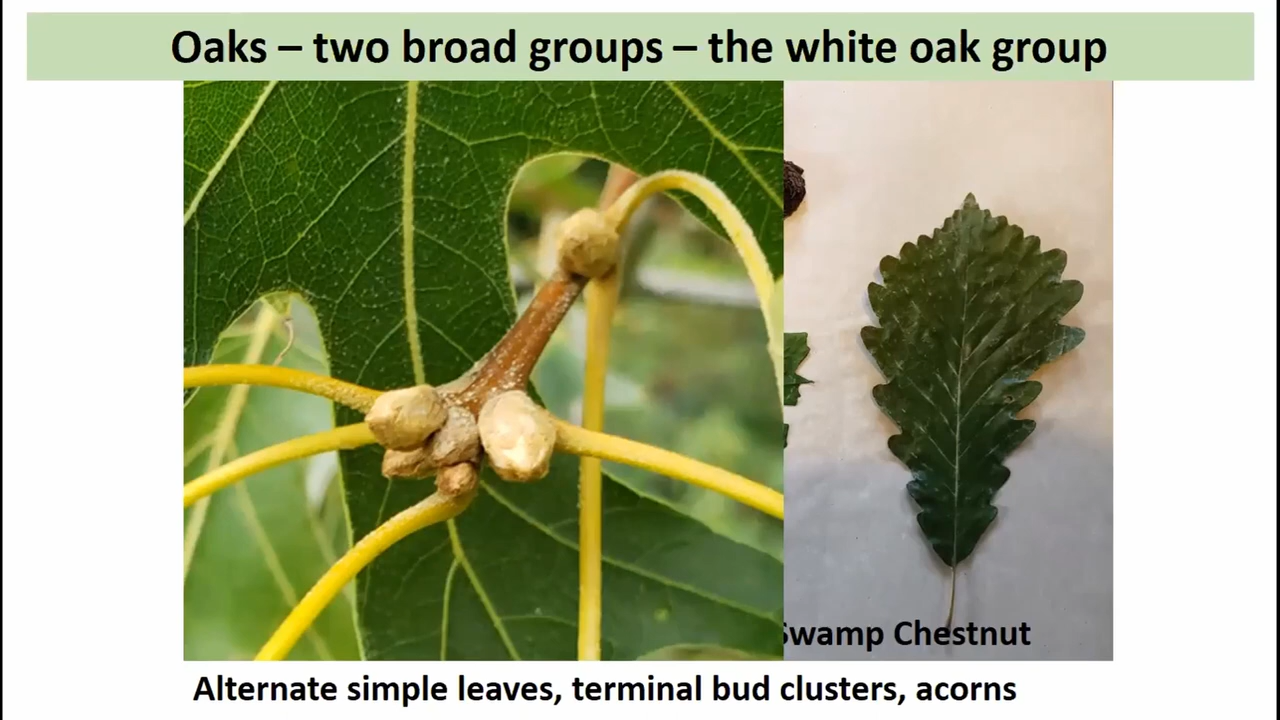 Oaks – two broad groups – the white oak group
Swamp Chestnut
Alternate simple leaves, terminal bud clusters, acorns